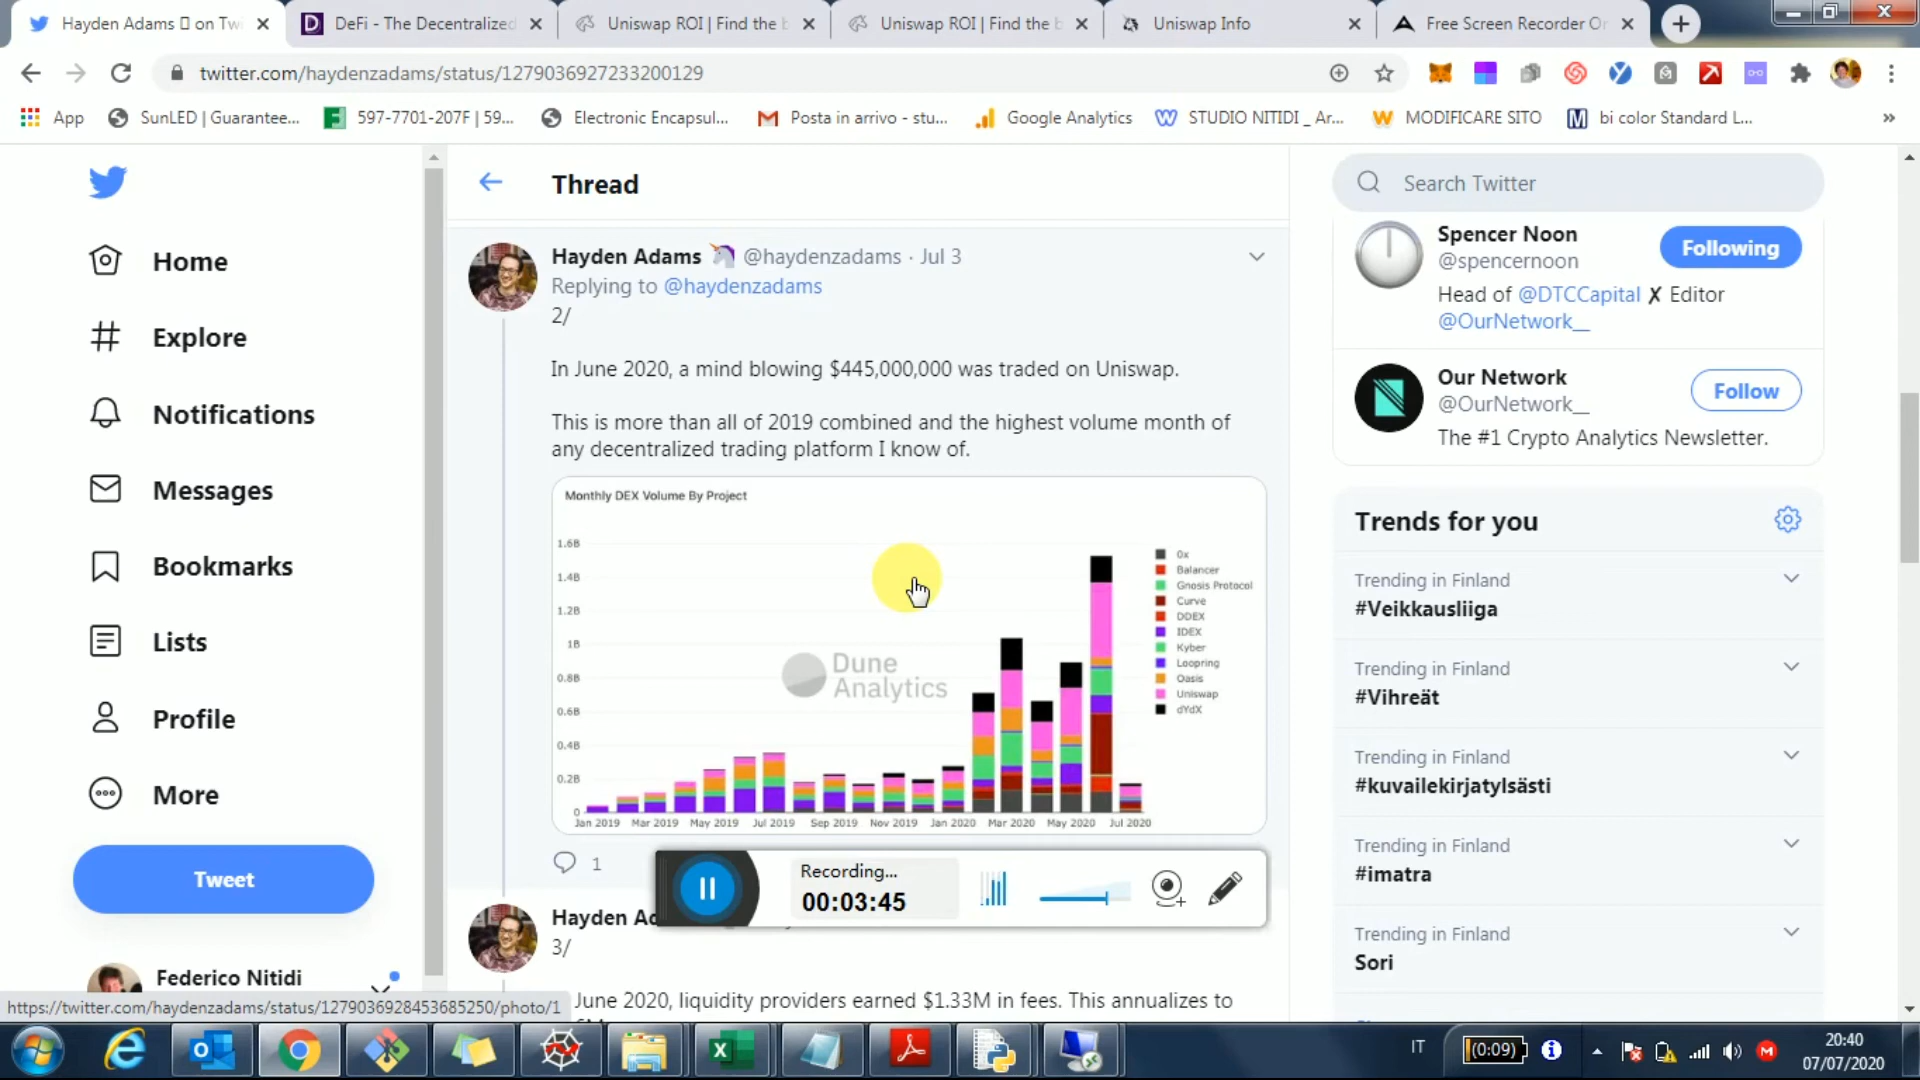 Hayden Adams on Tw
DeFi - The Decentralized
Uniswap ROI | Find the b
Uniswap ROI | Find the b
Uniswap Info
Free Screen Recorder On
twitter.com/haydenzadams/status/1279036927233200129
App
SunLED | Guarantee...
597-7701-207F | 59...
Electronic Encapsul...
Posta in arrivo - stu...
Google Analytics
STUDIO NITIDI _ Ar...
MODIFICARE SITO
bi color Standard L...
»
Home
Explore
Notifications
Messages
Bookmarks
Lists
Profile
More
Tweet
Federico Nitidi
Thread
Hayden Adams @haydenzadams · Jul 3
Replying to @haydenzadams
2/
In June 2020, a mind blowing $445,000,000 was traded on Uniswap.
This is more than all of 2019 combined and the highest volume month of
any decentralized trading platform I know of.
Monthly DEX Volume By Project
1.6B
1.4B
1.2B
1B
0.8B
0.6B
0.4B
0.2B
0
Jan 2019 Mar 2019 May 2019 Jul 2019 Sep 2019 Nov 2019 Jan 2020 Mar 2020 May 2020 Jul 2020
Dune
Analytics
0x
Balancer
Gnosis Protocol
Curve
DDEX
IDEX
Kyber
Loopring
Oasis
Uniswap
dYdX
1
Recording...
00:03:45
Hayden Ad
3/
June 2020, liquidity providers earned $1.33M in fees. This annualizes to
Search Twitter
Spencer Noon
@spencernoon
Following
Head of @DTCCapital ✗ Editor
@OurNetwork__
Our Network
@OurNetwork__
Follow
The #1 Crypto Analytics Newsletter.
Trends for you
Trending in Finland
#Veikkausliiga
Trending in Finland
#Vihreät
Trending in Finland
#kuvailekirjatylsästi
Trending in Finland
#imatra
Trending in Finland
Sori
https://twitter.com/haydenzadams/status/1279036928453685250/photo/1
IT
(0:09)
20:40
07/07/2020